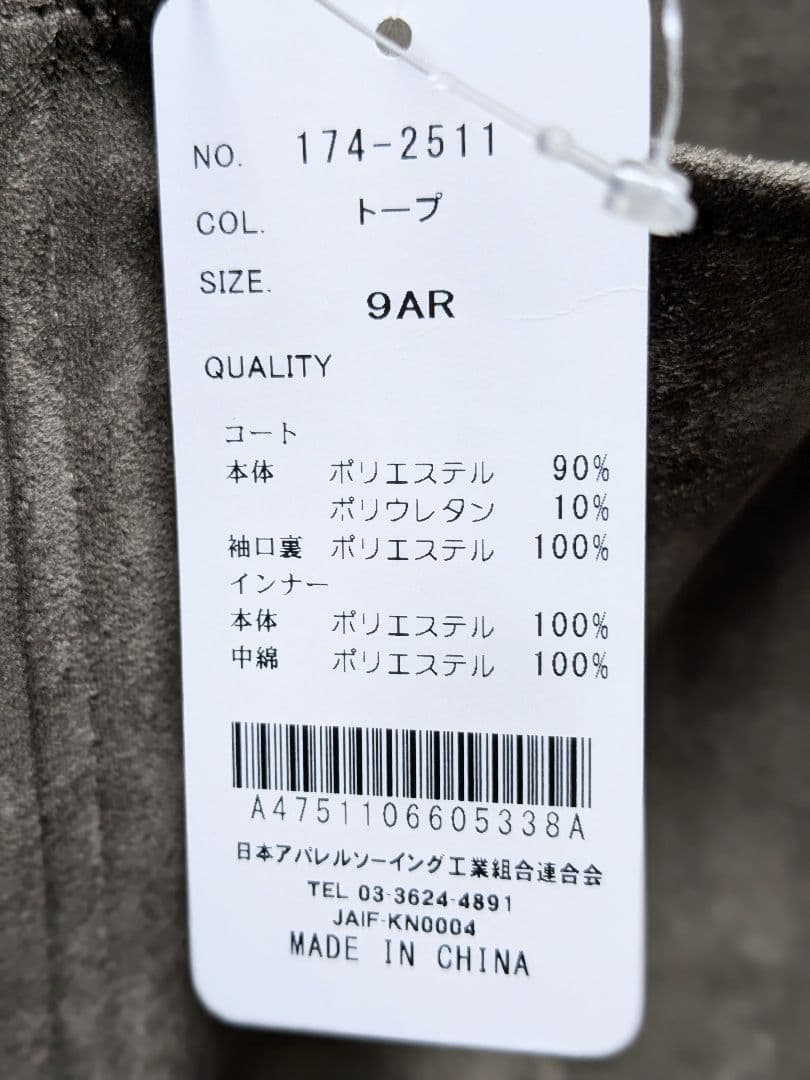 NO. 174-2511
COL. トープ
SIZE. 9AR
QUALITY
コート
本体 ポリエステル 90%
ポリウレタン 10%
袖口裏 ポリエステル 100%
インナー
本体 ポリエステル 100%
中綿 ポリエステル 100%
A4751106605338A
日本アパレルソーイング工業組合連合会
TEL 03-3624-4891
JAIF-KN0004
MADE IN CHINA